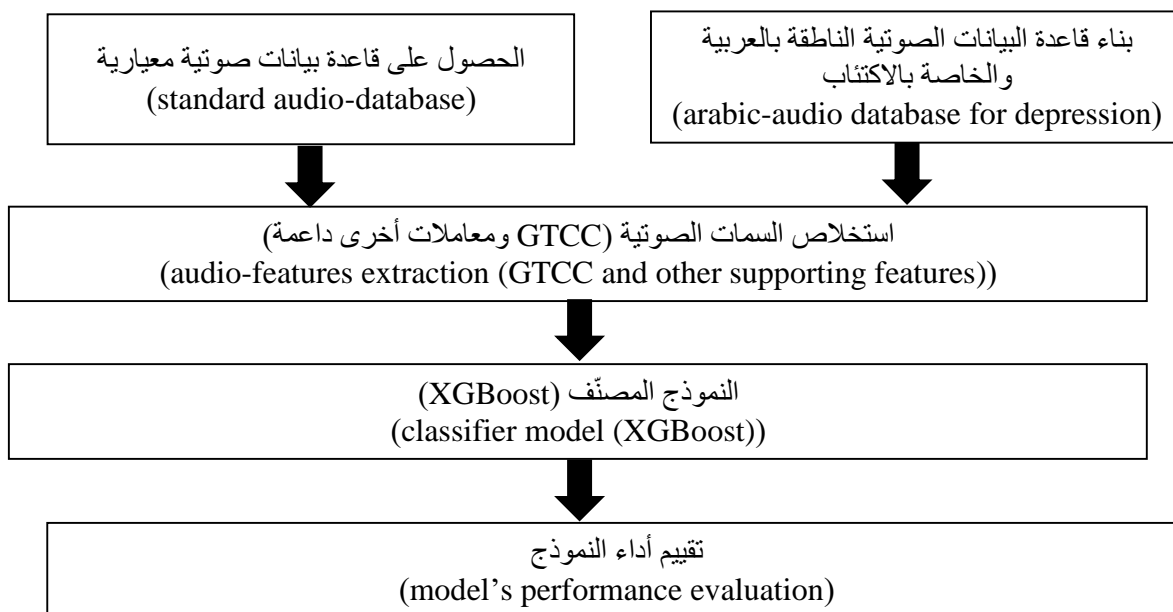 بناء قاعدة البيانات الصوتية الناطقة بالعربية
والخاصة بالاكتئاب
(arabic-audio database for depression)
الحصول على قاعدة بيانات صوتية معيارية
(standard audio-database)
استخلاص السمات الصوتية (GTCC ومعاملات أخرى داعمة)
(audio-features extraction (GTCC and other supporting features))
النموذج المصنّف (XGBoost)
(classifier model (XGBoost))
تقييم أداء النموذج
(model’s performance evaluation)